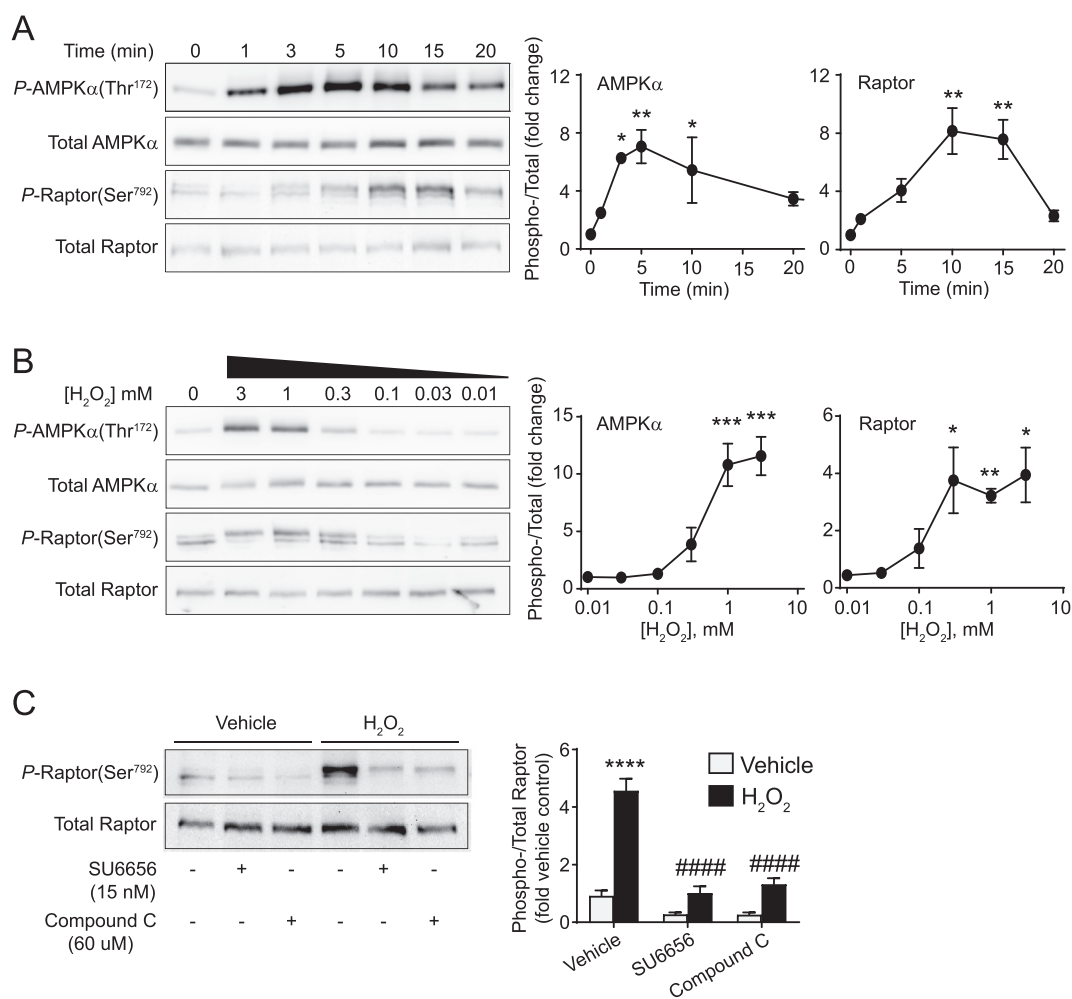 A
Time (min) 0 1 3 5 10 15 20
P-AMPKα(Thr¹⁷²)
Total AMPKα
P-Raptor(Ser⁷⁹²)
Total Raptor
Phospho-/Total (fold change)
AMPKα
12
8
4
0
* ** *
0 5 10 15 20
Time (min)
Raptor
12
8
4
0
** **
0 5 10 15 20
Time (min)
B
[H₂O₂] mM 0 3 1 0.3 0.1 0.03 0.01
P-AMPKα(Thr¹⁷²)
Total AMPKα
P-Raptor(Ser⁷⁹²)
Total Raptor
Phospho-/Total (fold change)
AMPKα
15
10
5
0
*** ***
0.01 0.1 1 10
[H₂O₂], mM
Raptor
6
4
2
0
* ** *
0.01 0.1 1 10
[H₂O₂], mM
C
Vehicle H₂O₂
P-Raptor(Ser⁷⁹²)
Total Raptor
SU6656 - + - - + -
(15 nM)
Compound C - - + - - +
(60 uM)
Phospho-/Total Raptor
(fold vehicle control)
6
4
2
0
****
####
####
Vehicle
H₂O₂
Vehicle
SU6656
Compound C